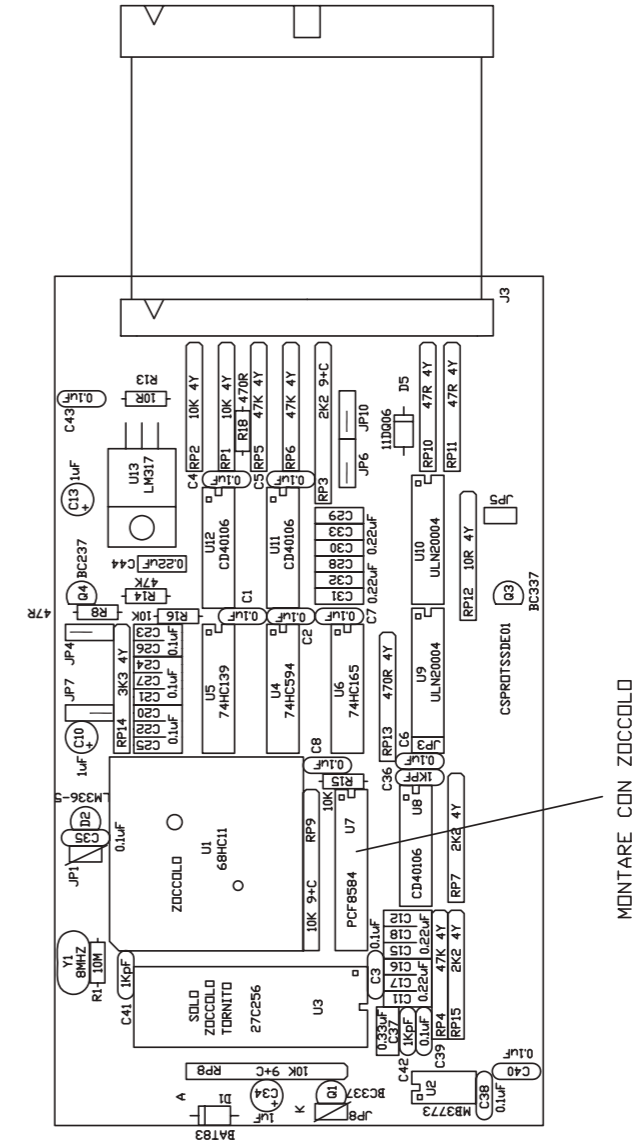 J3
R13
10R
C43
0.1uF
1uF
C13
U13
LM317
RP2 10K 4Y
RP1 10K 4Y
R18 470R
RP5 47K 4Y
RP6 47K 4Y
RP3 2K2 9+C
JP10
JP6
D5
11DQ06
RP10 47R 4Y
RP11 47R 4Y
C4
0.1uF
C5
0.1uF
U12
CD40106
U11
CD40106
C29
C33
C30
C28
C32
C31
0.22uF
0.22uF
U10
ULN20004
JP5
RP12 10R 4Y
BC237
Q4
C44
0.22uF
47K
R14
47R
R8
10K
R16
C1
0.1uF
C2
0.1uF
0.1uF
C7
Q3
BC337
CSPROTSSDE01
JP4
JP7
C10
1uF
RP14 3K3 4Y
C23
C26
C24
C27
C21
C20
C22
C25
0.1uF
0.1uF
0.1uF
U5
74HC139
U4
74HC594
U6
74HC165
RP13 470R 4Y
U9
ULN20004
JP3
C6
0.1uF
C36
1KPF
C8
0.1uF
R15
10K
LM336-5
D2
C35
0.1uF
JP1
U1
68HC11
ZOCCOLO
RP9
10K 9+C
U7
PCF8584
U8
CD40106
RP7 2K2 4Y
MONTARE CON ZOCCOLO
Y1
8MHZ
R1
10M
C41
1KpF
SOLO
ZOCCOLO
TORNITO
27C256
U3
0.1uF
C3
C12
C18
C15
C16
C17
C11
0.22uF
0.22uF
0.33uF
C37
C42
1KpF
0.1uF
C39
RP4 47K 4Y
RP15 2K2 4Y
RP8 10K 9+C
A
D1
BAT83
C34
1uF
K
Q1
BC337
JP8
U2
MB3773
C38
0.1uF
C40
0.1uF